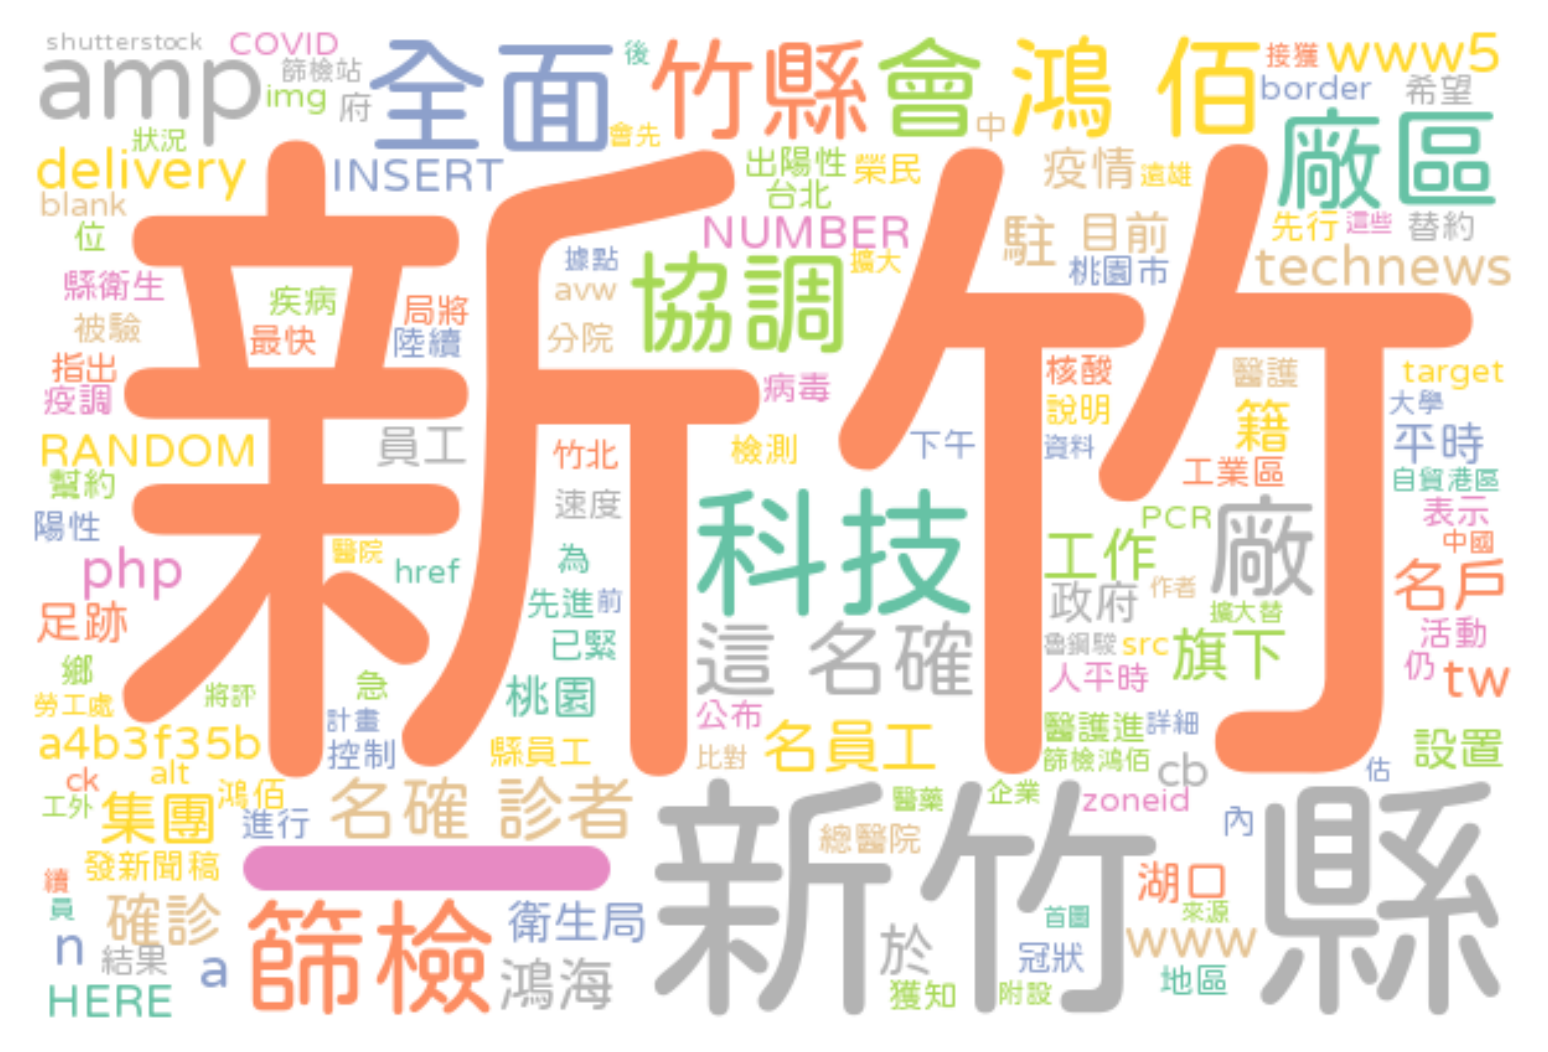 shutterstock
COVID
amp
篩檢站
img
府
全面
後
會先
竹縣
會
中
鴻 佰
接獲
www5
border
希望
廠區
狀況
delivery
INSERT
blank
位
出陽性
榮民
台北
疫情
遠雄
NUMBER
駐
目前
桃園市
先行
這些
替約
technews
新竹
縣衛生
疾病
局將
據點
avw
協調
擴大
被驗
最快
陸續
分院
指出
疫調
病毒
核酸
醫護
target
說明
籍
大學
RANDOM
員工
竹北
檢測
下午
資料
平時
工業區
幫約
速度
科技
自貿港區
陽性
PCR
廠
表示
醫院
為
工作
中國
php
href
先進
前
政府
作者
名戶
足跡
已緊
這 名確
擴大替
魯鋼駿
src
旗下
活動
鄉
急
桃園
人平時
仍
tw
勞工處
將評
計畫
公布
醫護進
詳細
a4b3f35b
控制
縣員工
比對
名員工
篩檢鴻佰
設置
ck
alt
cb
估
工外
集團
鴻佰
進行
名確 診者
醫藥
企業
zoneid
內
發新聞稿
總醫院
新竹縣
湖口
續
員
確診
篩檢
衛生局
於
首圖
來源
n
結果
a
鴻海
冠狀
www
HERE
獲知
附設
地區